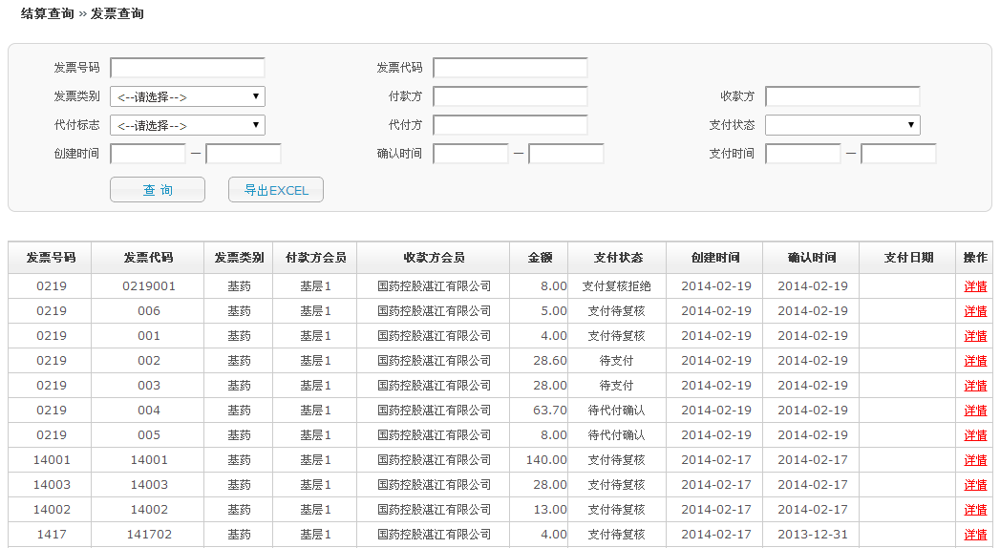 结算查询 » 发票查询
发票号码 发票代码
发票类别 <--请选择--> 付款方 收款方
代付标志 <--请选择--> 代付方 支付状态
创建时间 — 确认时间 — 支付时间 —
查 询 导出EXCEL
发票号码 发票代码 发票类别 付款方会员 收款方会员 金额 支付状态 创建时间 确认时间 支付日期 操作
0219 0219001 基药 基层1 国药控股湛江有限公司 8.00 支付复核拒绝 2014-02-19 2014-02-19 详情
0219 006 基药 基层1 国药控股湛江有限公司 5.00 支付待复核 2014-02-19 2014-02-19 详情
0219 001 基药 基层1 国药控股湛江有限公司 4.00 支付待复核 2014-02-19 2014-02-19 详情
0219 002 基药 基层1 国药控股湛江有限公司 28.60 待支付 2014-02-19 2014-02-19 详情
0219 003 基药 基层1 国药控股湛江有限公司 28.00 待支付 2014-02-19 2014-02-19 详情
0219 004 基药 基层1 国药控股湛江有限公司 63.70 待代付确认 2014-02-19 2014-02-19 详情
0219 005 基药 基层1 国药控股湛江有限公司 8.00 待代付确认 2014-02-19 2014-02-19 详情
14001 14001 基药 基层1 国药控股湛江有限公司 140.00 支付待复核 2014-02-17 2014-02-17 详情
14003 14003 基药 基层1 国药控股湛江有限公司 28.00 支付待复核 2014-02-17 2014-02-17 详情
14002 14002 基药 基层1 国药控股湛江有限公司 13.00 支付待复核 2014-02-17 2014-02-17 详情
1417 141702 基药 基层1 国药控股湛江有限公司 4.00 支付待复核 2014-02-17 2013-12-31 详情